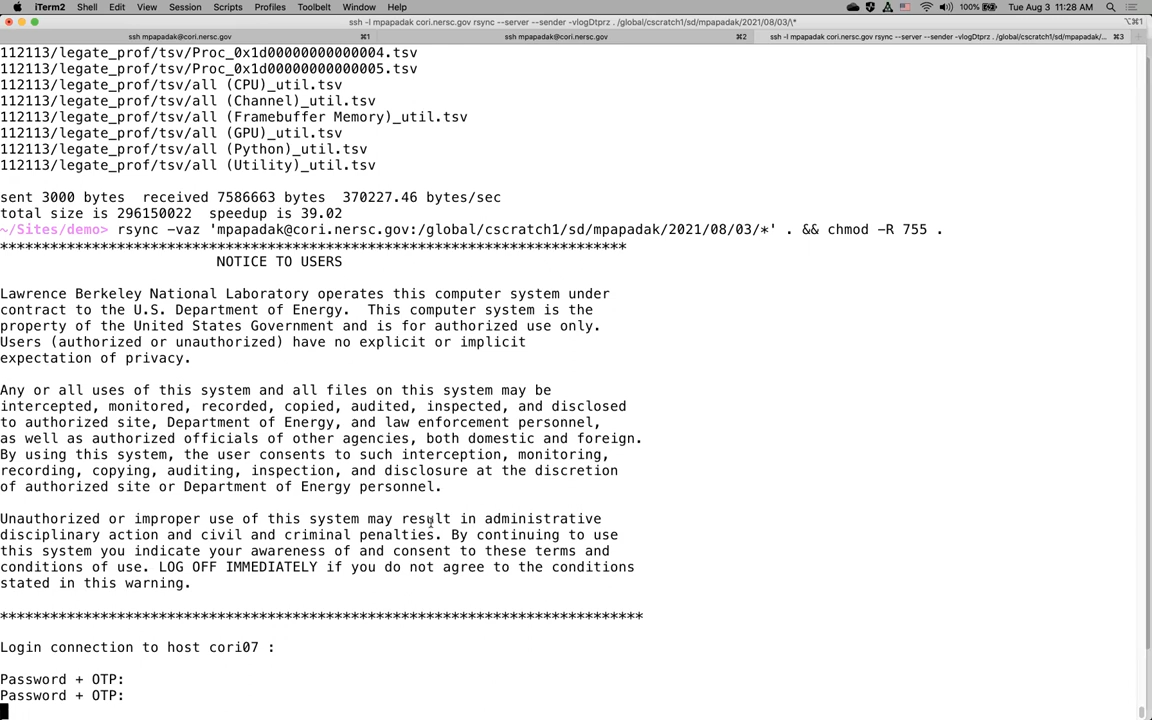 iTerm2 Shell Edit View Session Scripts Profiles Toolbelt Window Help 100% Tue Aug 3 11:28 AM
ssh -l mpapadak cori.nersc.gov rsync --server --sender -vlogDtprz . /global/cscratch1/sd/mpapadak/2021/08/03/\*
⌥⌘1
ssh mpapadak@cori.nersc.gov ⌘1 ssh mpapadak@cori.nersc.gov ⌘2 ssh -l mpapadak cori.nersc.gov rsync --server --sender -vlogDtprz . /global/cscratch1/sd/mpapadak/... ⌘3
112113/legate_prof/tsv/Proc_0x1d00000000000004.tsv
112113/legate_prof/tsv/Proc_0x1d00000000000005.tsv
112113/legate_prof/tsv/all (CPU)_util.tsv
112113/legate_prof/tsv/all (Channel)_util.tsv
112113/legate_prof/tsv/all (Framebuffer Memory)_util.tsv
112113/legate_prof/tsv/all (GPU)_util.tsv
112113/legate_prof/tsv/all (Python)_util.tsv
112113/legate_prof/tsv/all (Utility)_util.tsv
sent 3000 bytes  received 7586663 bytes  370227.46 bytes/sec
total size is 296150022  speedup is 39.02
~/Sites/demo> rsync -vaz 'mpapadak@cori.nersc.gov:/global/cscratch1/sd/mpapadak/2021/08/03/*' . && chmod -R 755 .
***************************************************************************
NOTICE TO USERS
Lawrence Berkeley National Laboratory operates this computer system under
contract to the U.S. Department of Energy.  This computer system is the
property of the United States Government and is for authorized use only.
Users (authorized or unauthorized) have no explicit or implicit
expectation of privacy.
Any or all uses of this system and all files on this system may be
intercepted, monitored, recorded, copied, audited, inspected, and disclosed
to authorized site, Department of Energy, and law enforcement personnel,
as well as authorized officials of other agencies, both domestic and foreign.
By using this system, the user consents to such interception, monitoring,
recording, copying, auditing, inspection, and disclosure at the discretion
of authorized site or Department of Energy personnel.
Unauthorized or improper use of this system may result in administrative
disciplinary action and civil and criminal penalties. By continuing to use
this system you indicate your awareness of and consent to these terms and
conditions of use. LOG OFF IMMEDIATELY if you do not agree to the conditions
stated in this warning.
*****************************************************************************
Login connection to host cori07 :
Password + OTP:
Password + OTP: